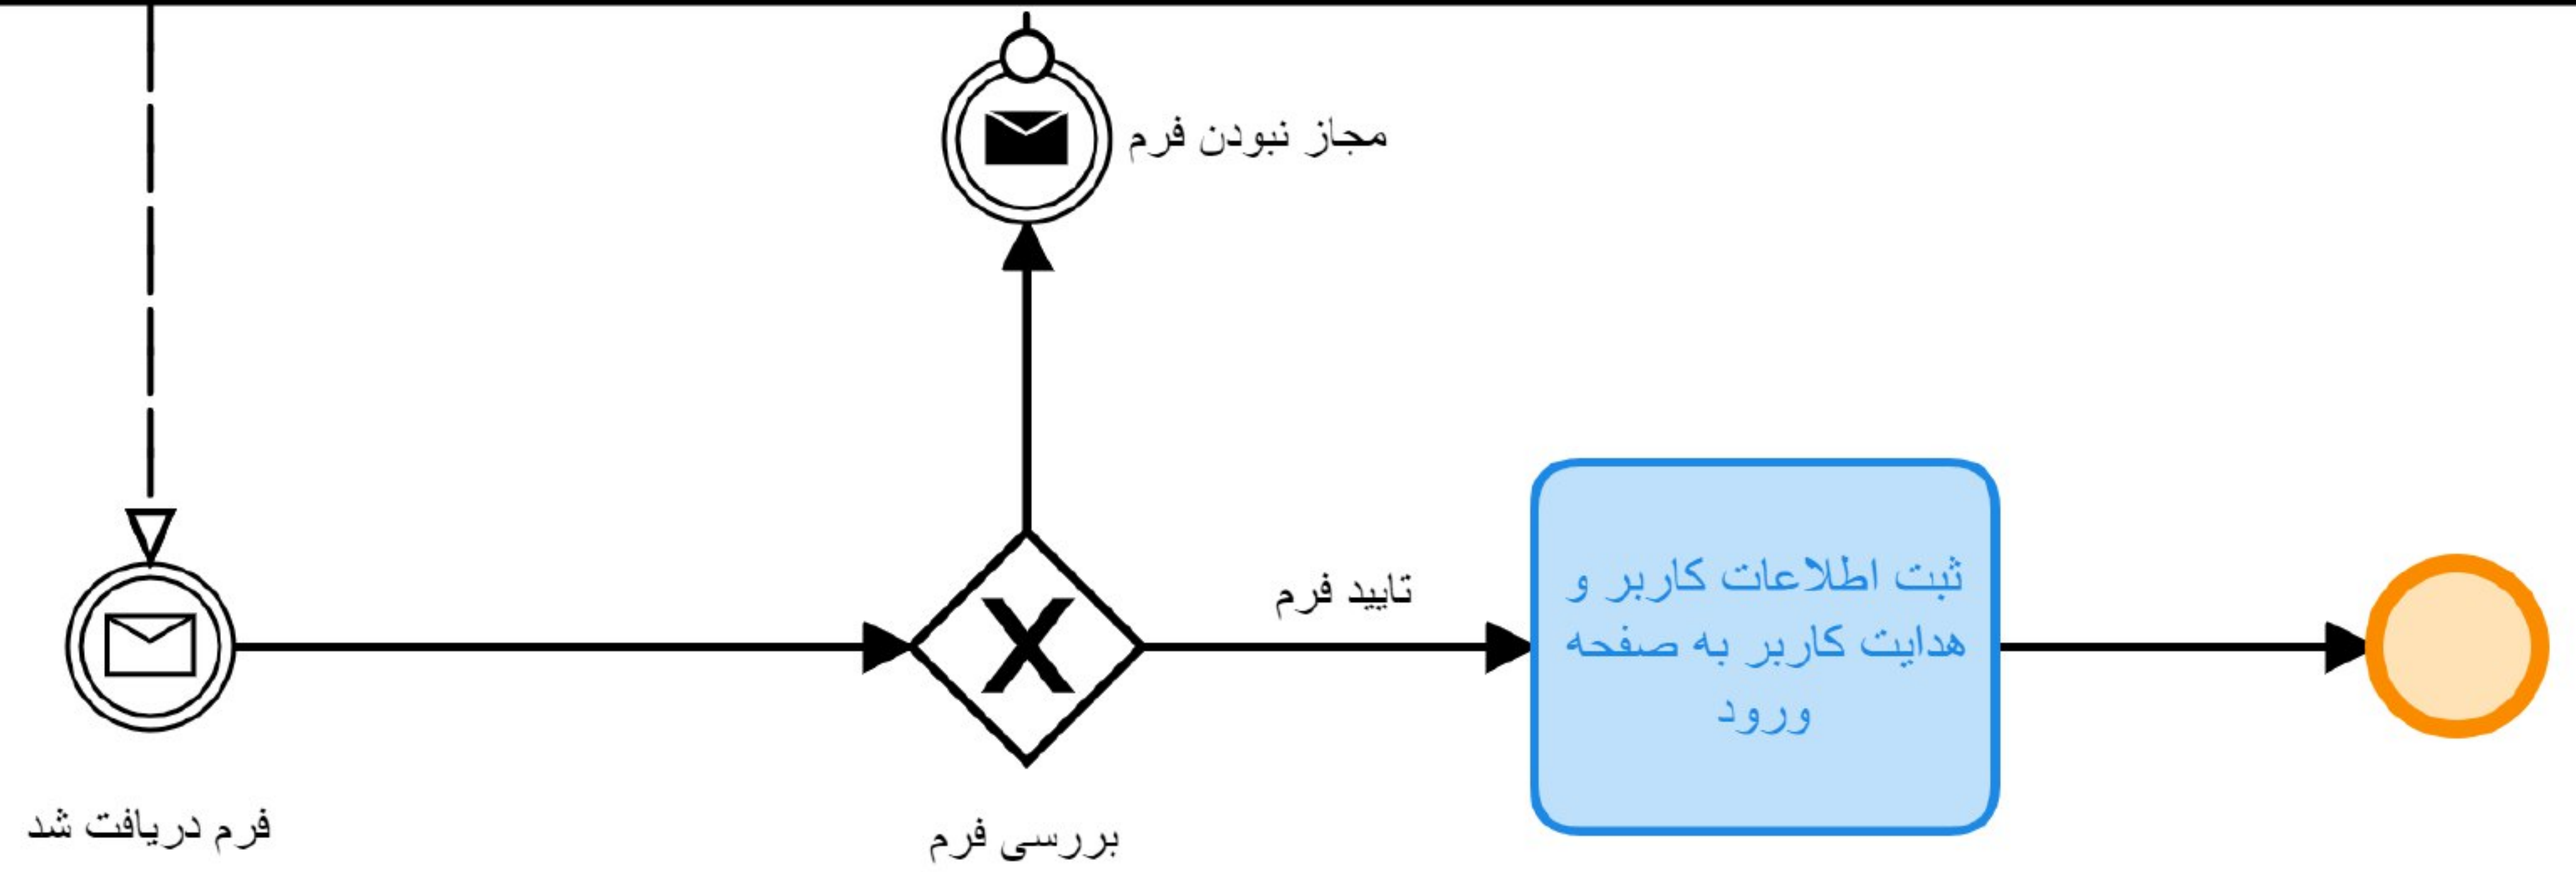 مجاز نبودن فرم
تایید فرم
ثبت اطلاعات کاربر و
هدایت کاربر به صفحه
ورود
فرم دریافت شد
بررسی فرم